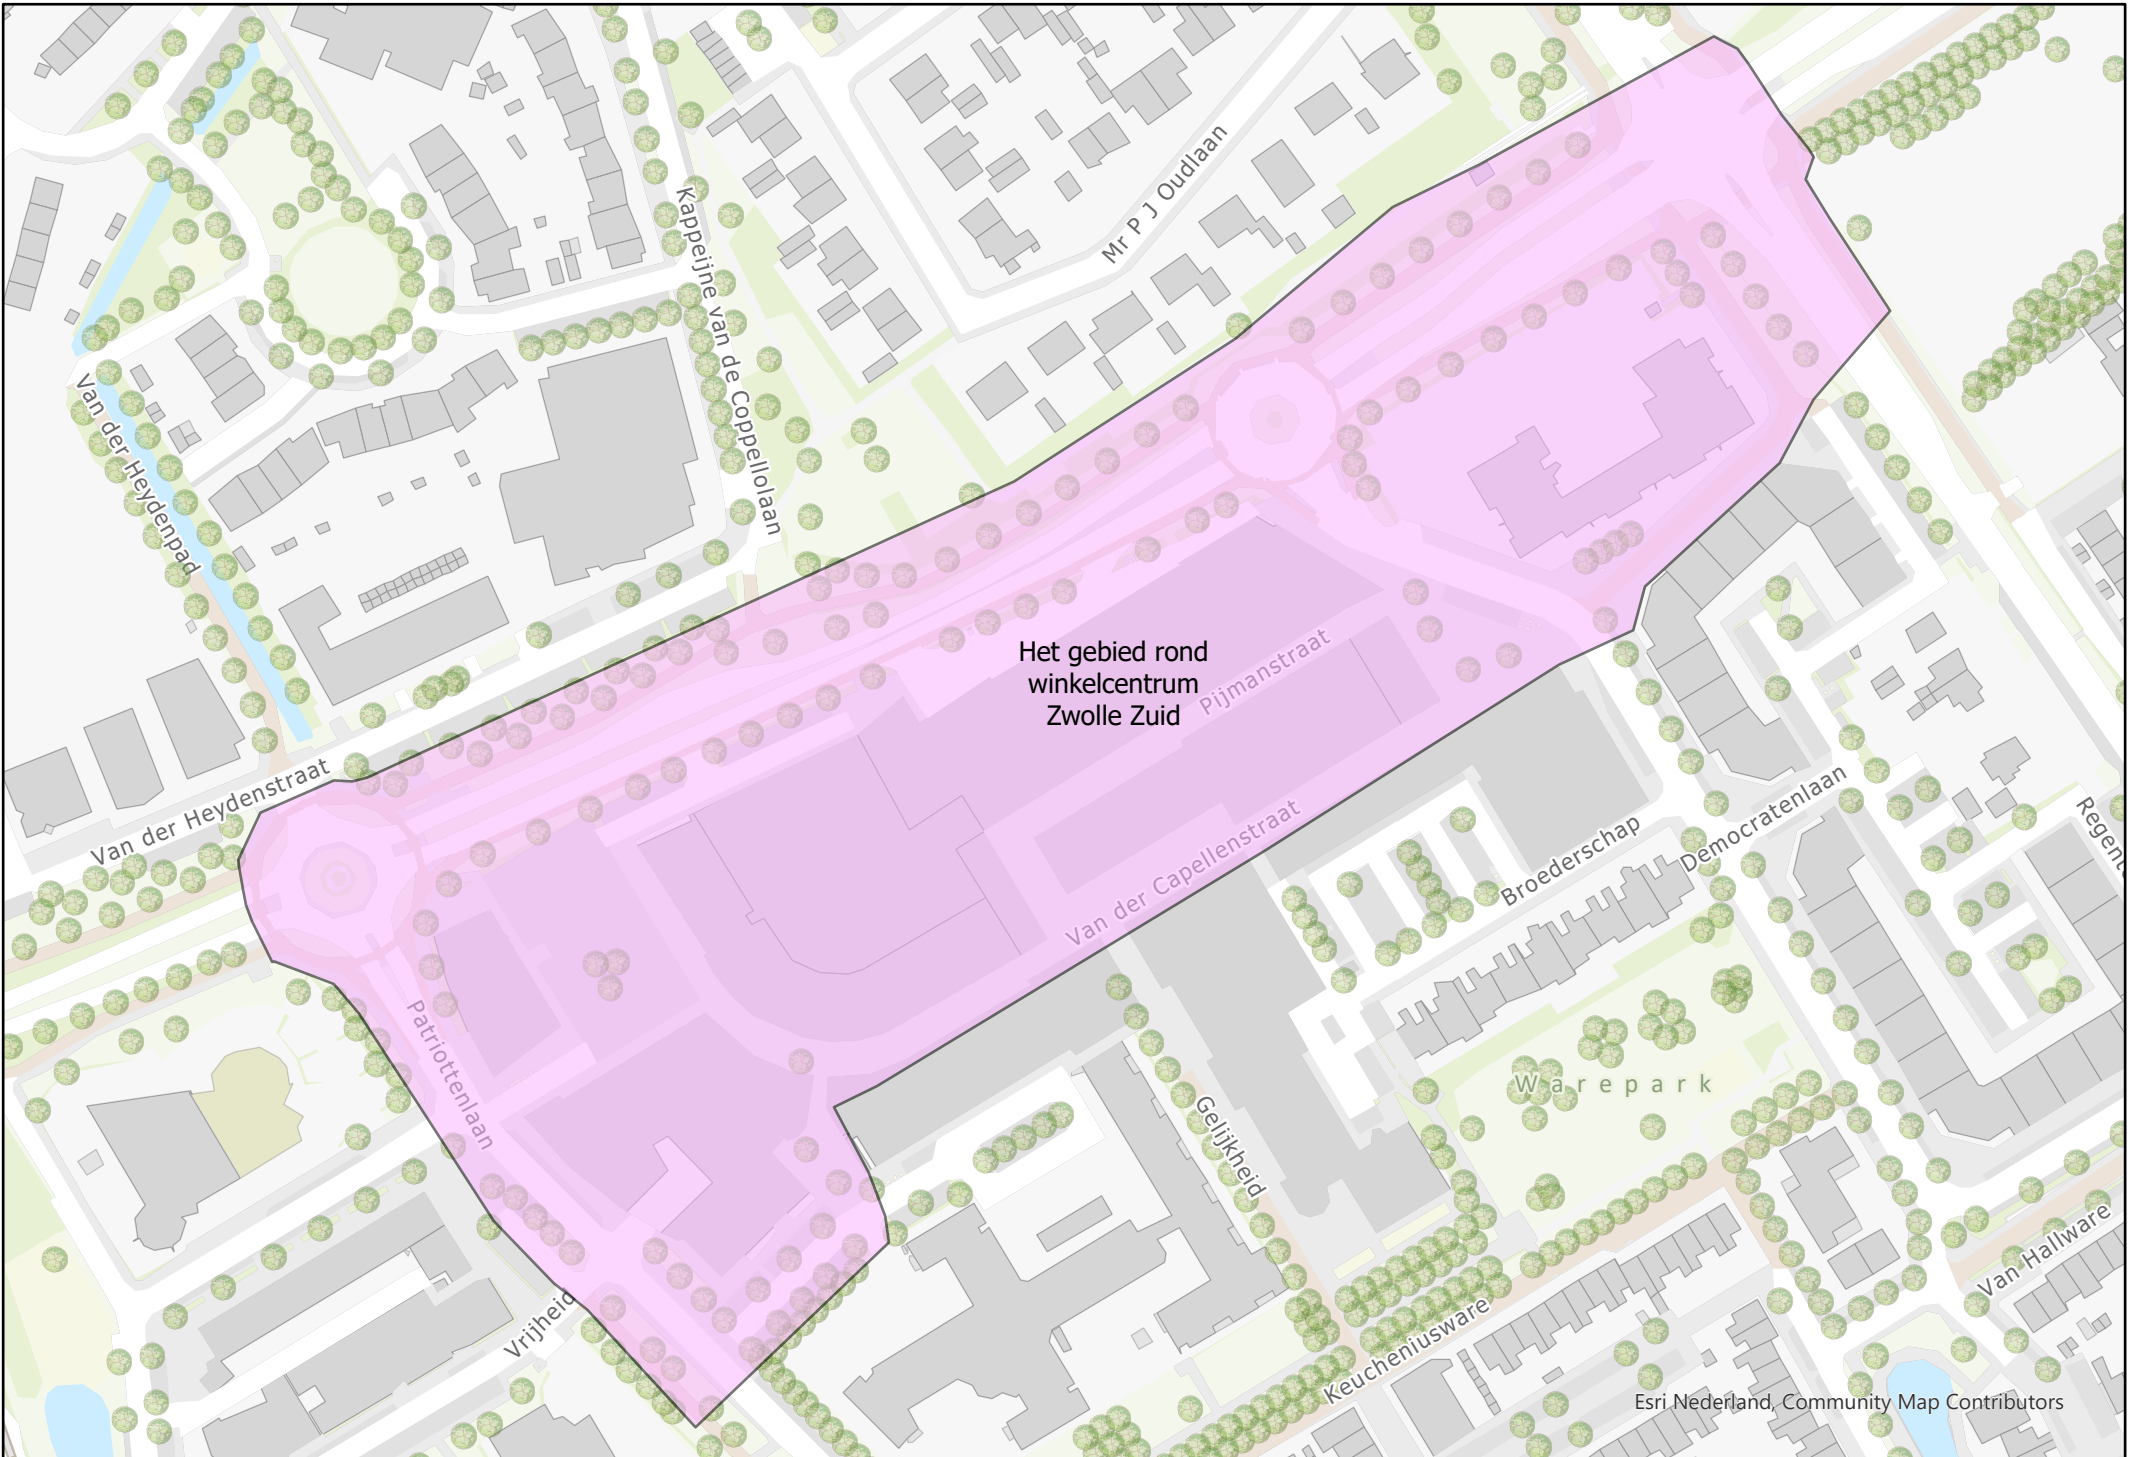 Mr P J Oudlaan
Kappeijne van de Coppellolaan
Van der Heydenpad
Het gebied rond
winkelcentrum
Zwolle Zuid
Pijmanstraat
Van der Heydenstraat
Van der Capellenstraat
Broederschap
Democratenlaan
Regent
Patriottenlaan
Warepark
Gelijkheid
Van Hallware
Vrijheid
Keucheniusware
Esri Nederland, Community Map Contributors